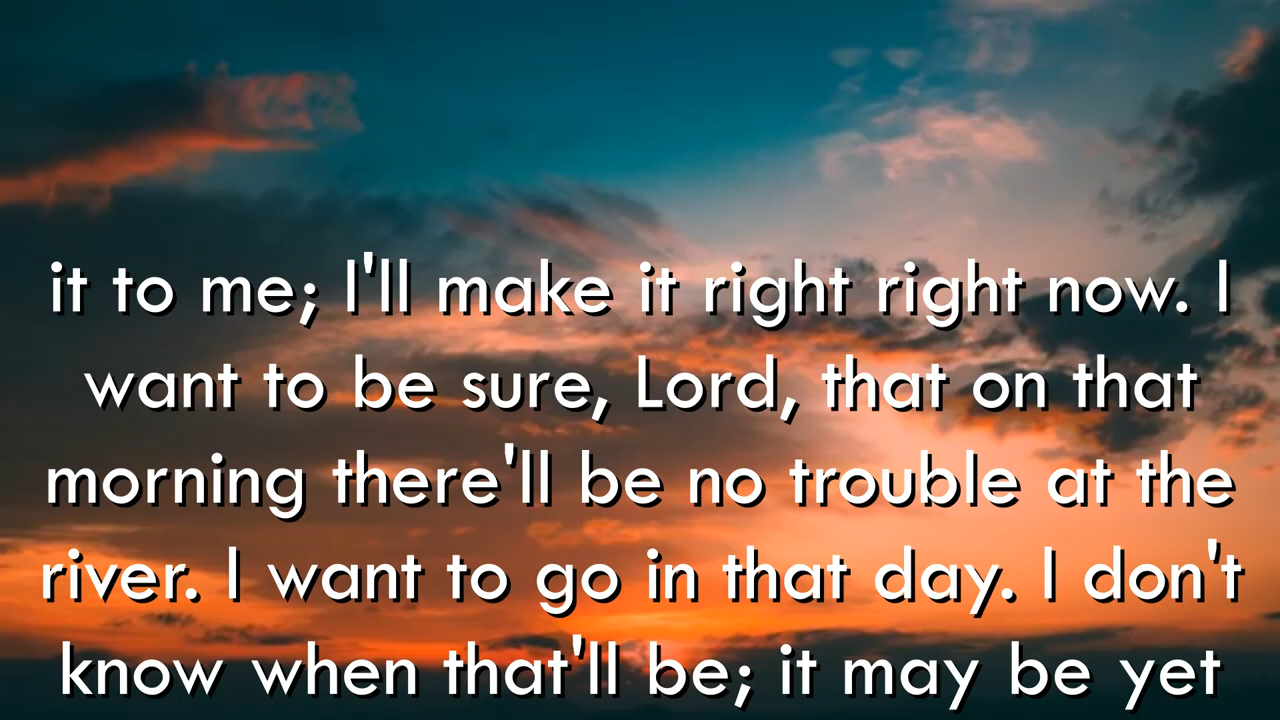 it to me; I'll make it right right now. I
want to be sure, Lord, that on that
morning there'll be no trouble at the
river. I want to go in that day. I don't
know when that'll be; it may be yet